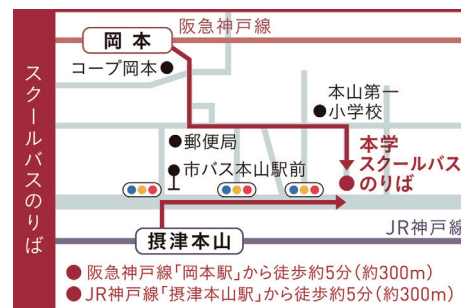 スクールバスのりば
阪急神戸線
岡本
コープ岡本
本山第一
小学校
郵便局
市バス本山駅前
本学
スクールバス
のりば
JR神戸線
摂津本山
●阪急神戸線「岡本駅」から徒歩約5分(約300m)
●JR神戸線「摂津本山駅」から徒歩約5分(約300m)